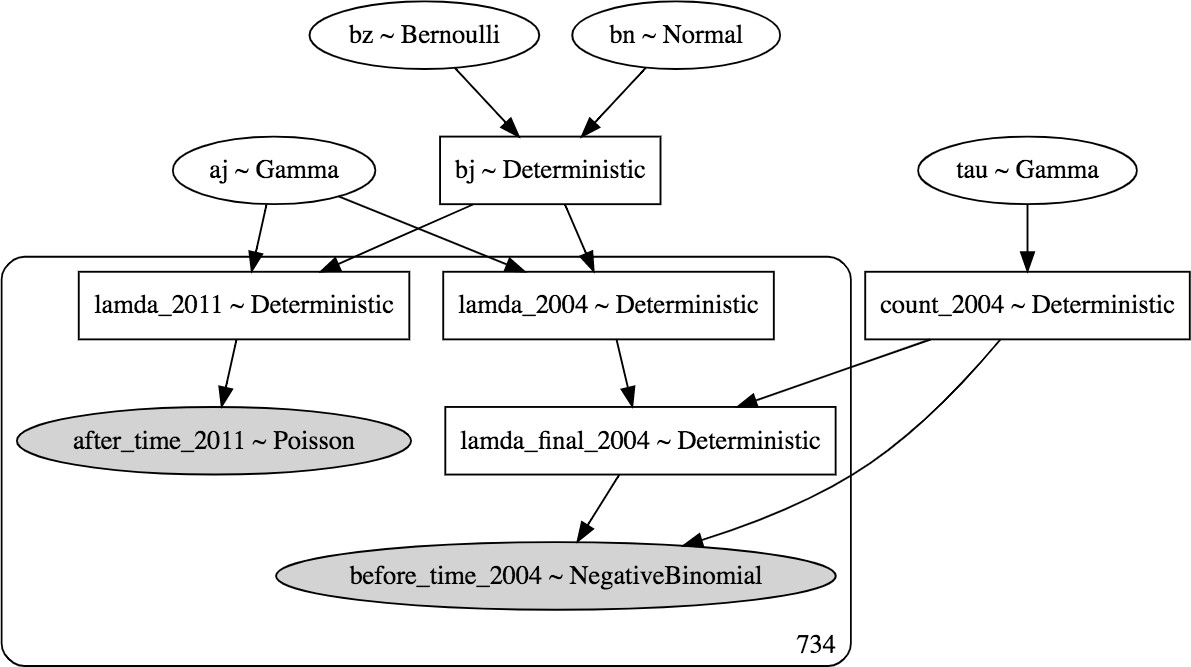 bz ~ Bernoulli
bn ~ Normal
aj ~ Gamma
bj ~ Deterministic
tau ~ Gamma
lamda_2011 ~ Deterministic
lamda_2004 ~ Deterministic
count_2004 ~ Deterministic
after_time_2011 ~ Poisson
lamda_final_2004 ~ Deterministic
before_time_2004 ~ NegativeBinomial
734